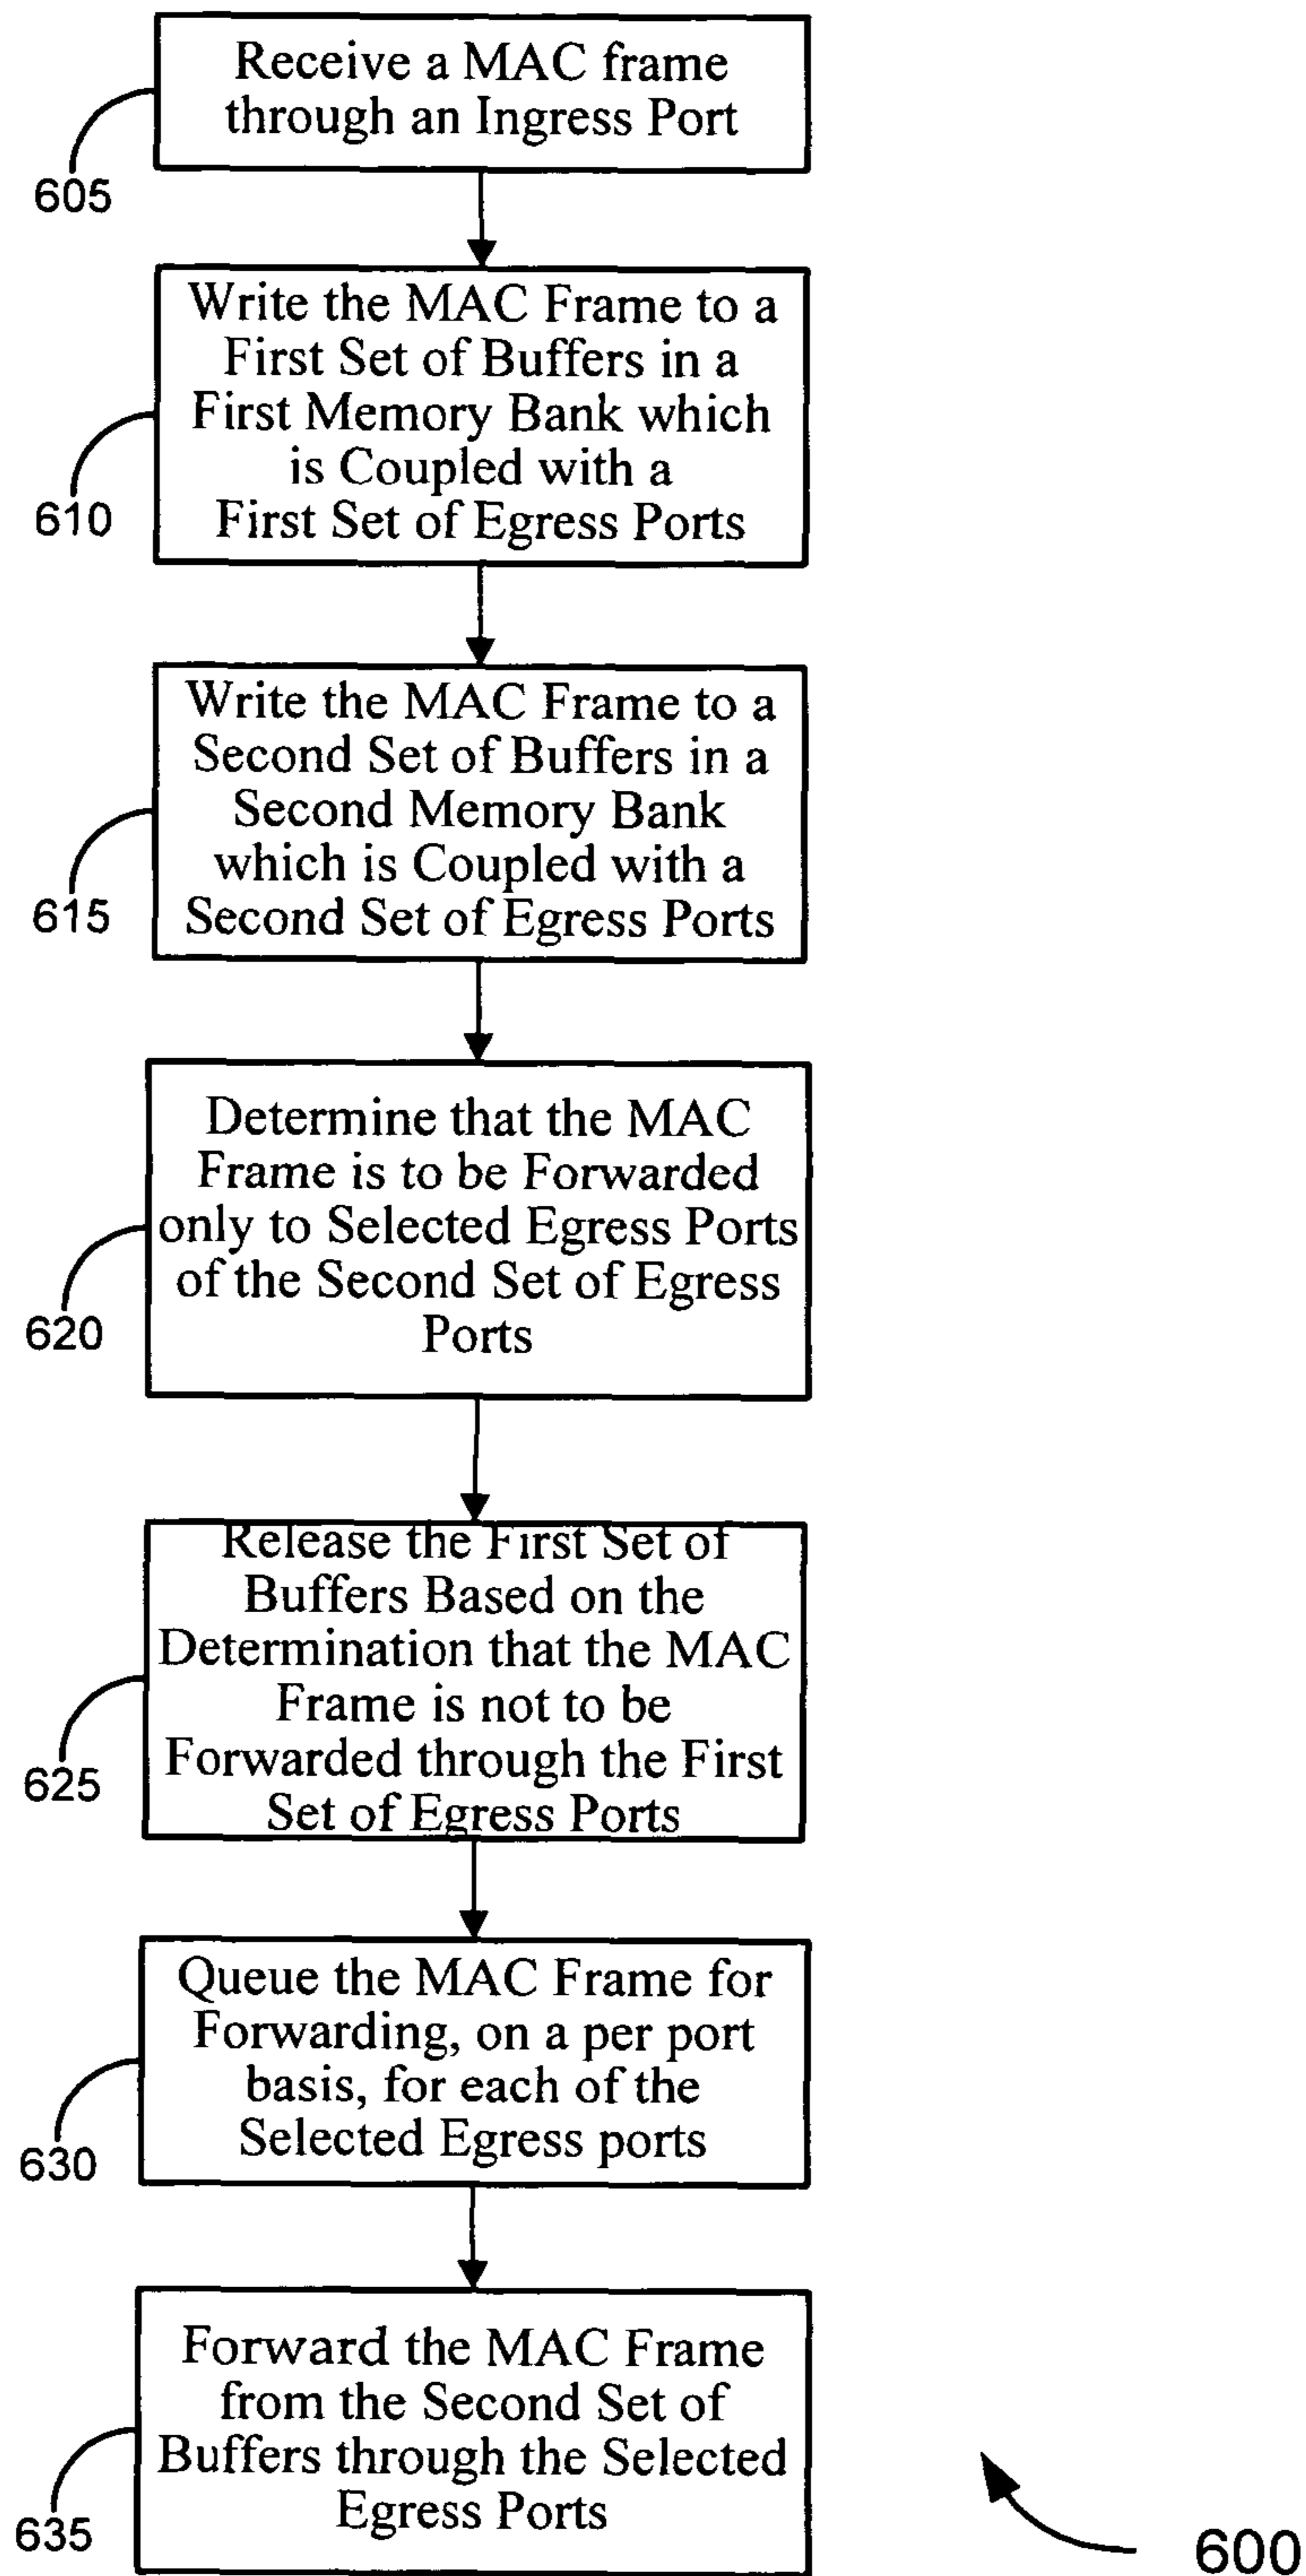 Receive a MAC frame
through an Ingress Port
605
Write the MAC Frame to a
First Set of Buffers in a
First Memory Bank which
is Coupled with a
First Set of Egress Ports
610
Write the MAC Frame to a
Second Set of Buffers in a
Second Memory Bank
which is Coupled with a
Second Set of Egress Ports
615
Determine that the MAC
Frame is to be Forwarded
only to Selected Egress Ports
of the Second Set of Egress
Ports
620
Release the First Set of
Buffers Based on the
Determination that the MAC
Frame is not to be
Forwarded through the First
Set of Egress Ports
625
Queue the MAC Frame for
Forwarding, on a per port
basis, for each of the
Selected Egress ports
630
Forward the MAC Frame
from the Second Set of
Buffers through the Selected
Egress Ports
635
600